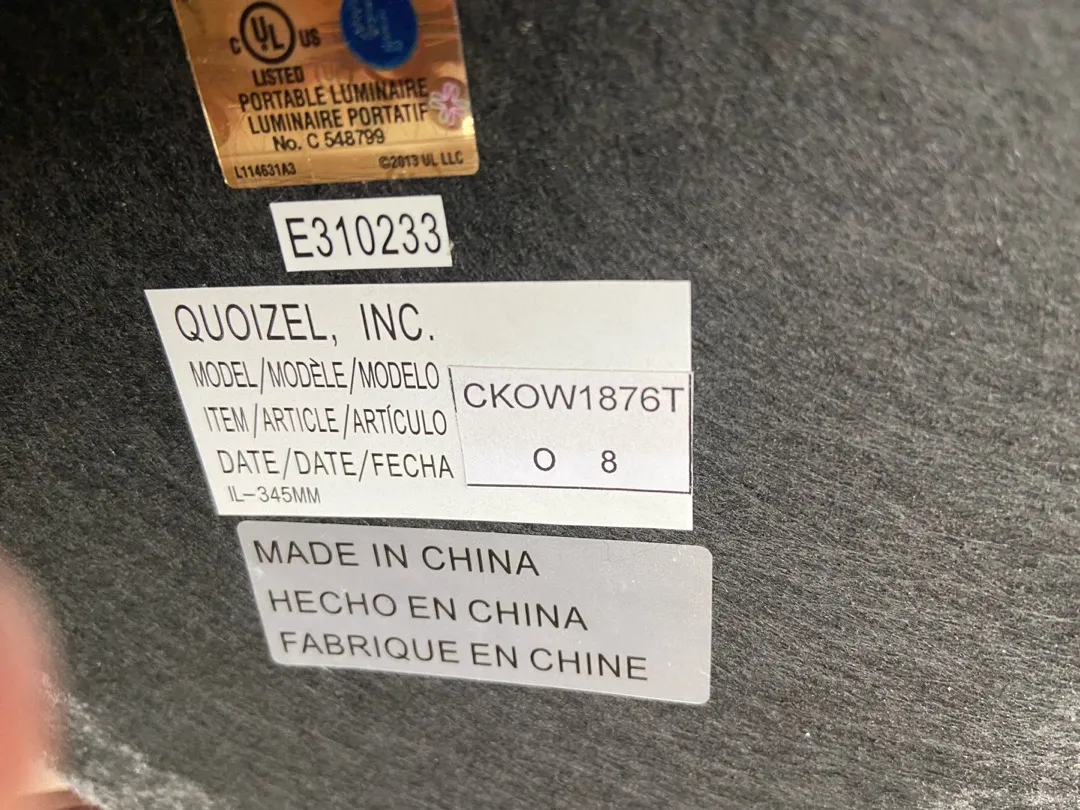 C UL US
LISTED
PORTABLE LUMINAIRE
LUMINAIRE PORTATIF
No. C 548799
L114631A3 ©2013 UL LLC
E310233
QUOIZEL, INC.
MODEL/MODÈLE/MODELO CKOW1876T
ITEM/ARTICLE/ARTÍCULO
DATE/DATE/FECHA O 8
IL-345MM
MADE IN CHINA
HECHO EN CHINA
FABRIQUE EN CHINE